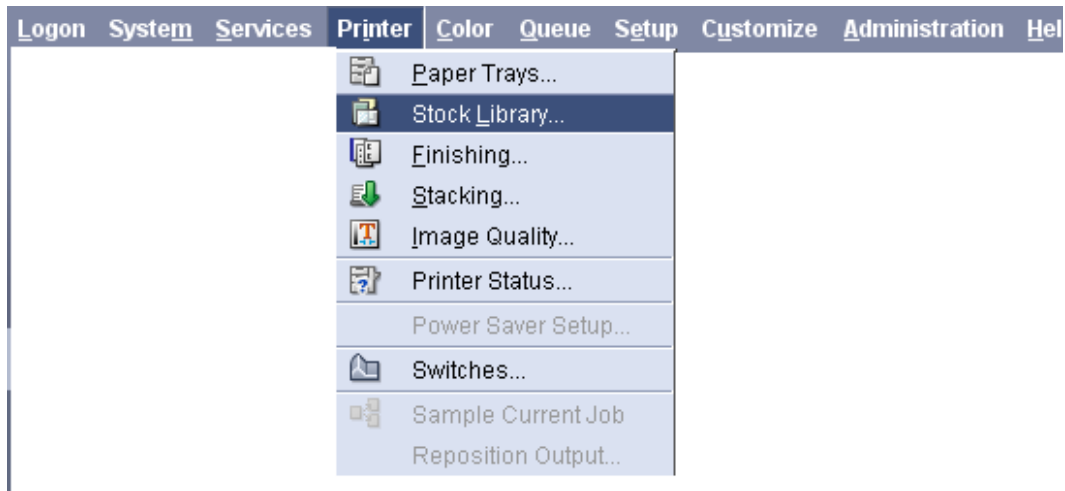 Logon System Services Printer Color Queue Setup Customize Administration Hel
Paper Trays...
Stock Library...
Finishing...
Stacking...
Image Quality...
Printer Status...
Power Saver Setup...
Switches...
Sample Current Job
Reposition Output...